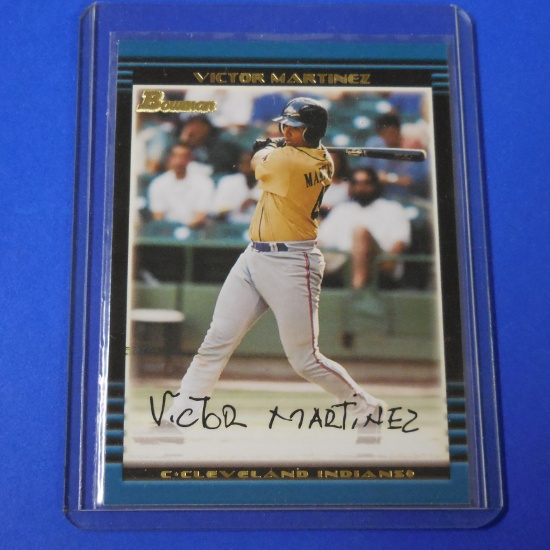 VICTOR MARTINEZ
Bowman
VICTOR MARTINEZ
C•CLEVELAND INDIANS